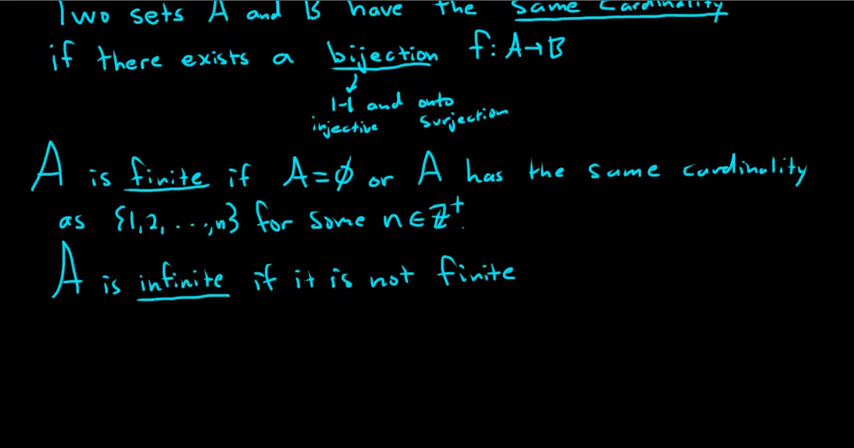 Two sets A and B have the same cardinality
if there exists a bijection f: A→B
1-1 and onto
injective surjection
A is finite if A=∅ or A has the same cardinality
as {1,2,...,n} for some n∈ℤ⁺.
A is infinite if it is not finite